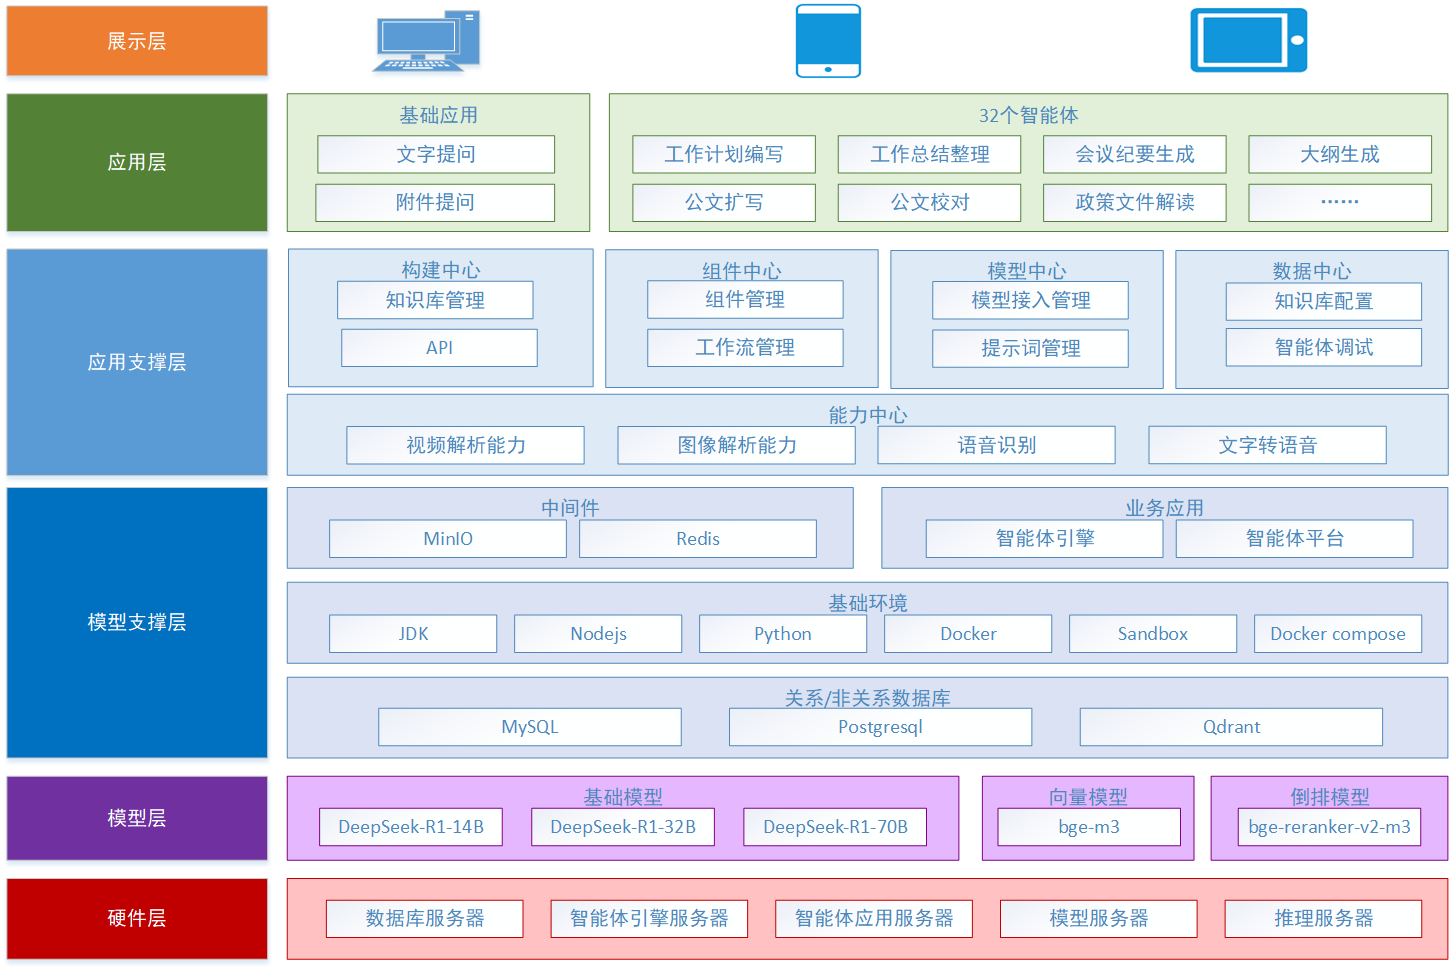 展示层
应用层
基础应用
文字提问
附件提问
32个智能体
工作计划编写
工作总结整理
会议纪要生成
大纲生成
公文扩写
公文校对
政策文件解读
……
应用支撑层
构建中心
知识库管理
API
组件中心
组件管理
工作流管理
模型中心
模型接入管理
提示词管理
数据中心
知识库配置
智能体调试
能力中心
视频解析能力
图像解析能力
语音识别
文字转语音
模型支撑层
中间件
MinIO
Redis
业务应用
智能体引擎
智能体平台
基础环境
JDK
Nodejs
Python
Docker
Sandbox
Docker compose
关系/非关系数据库
MySQL
Postgresql
Qdrant
模型层
基础模型
DeepSeek-R1-14B
DeepSeek-R1-32B
DeepSeek-R1-70B
向量模型
bge-m3
倒排模型
bge-reranker-v2-m3
硬件层
数据库服务器
智能体引擎服务器
智能体应用服务器
模型服务器
推理服务器